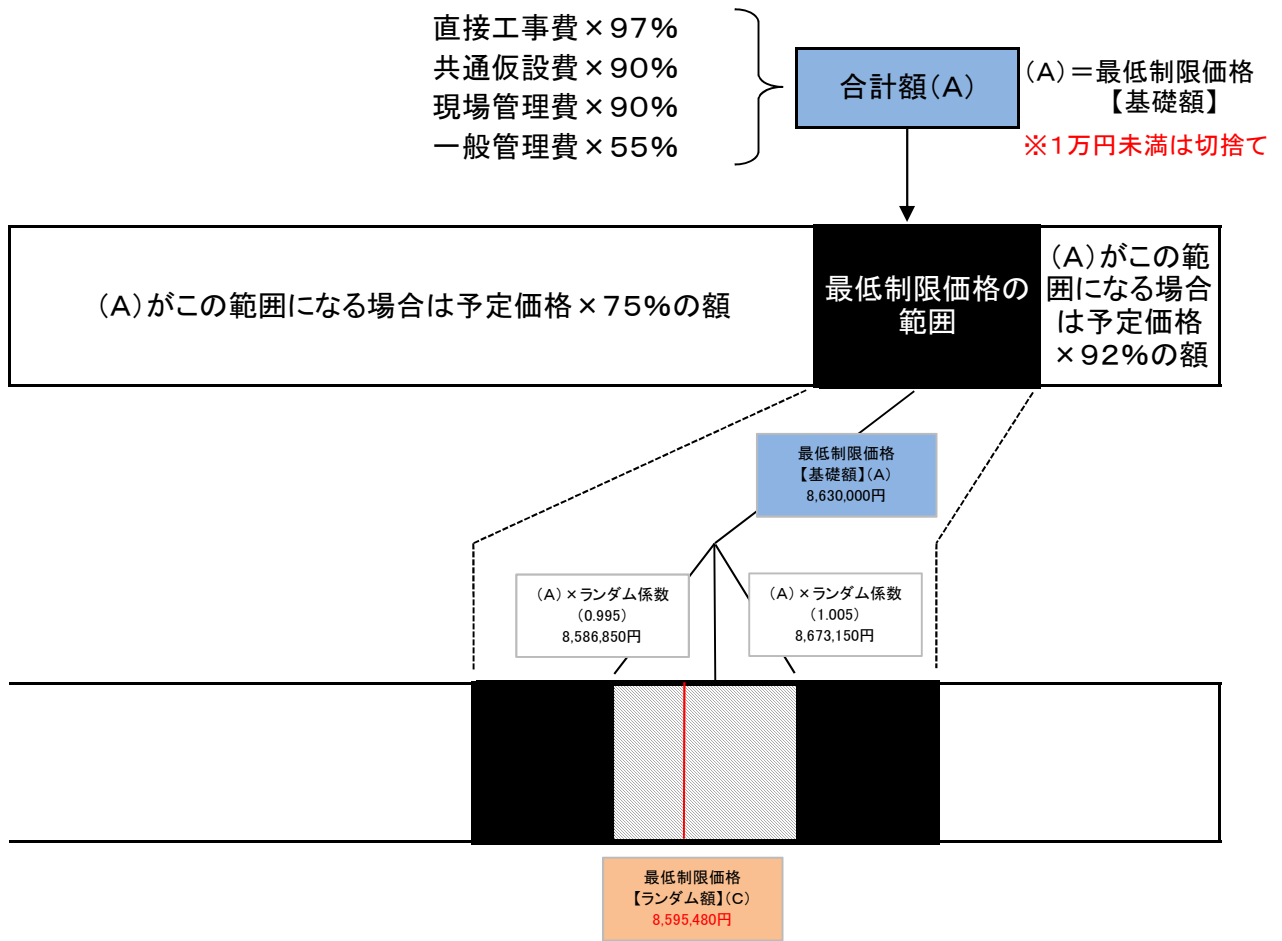 直接工事費×97%
共通仮設費×90%
現場管理費×90%
一般管理費×55%
合計額(A)
(A)=最低制限価格
【基礎額】
※1万円未満は切捨て
(A)がこの範囲になる場合は予定価格×75%の額
最低制限価格の
範囲
(A)がこの範
囲になる場合
は予定価格
×92%の額
最低制限価格
【基礎額】(A)
8,630,000円
(A)×ランダム係数
(0.995)
8,586,850円
(A)×ランダム係数
(1.005)
8,673,150円
最低制限価格
【ランダム額】(C)
8,595,480円